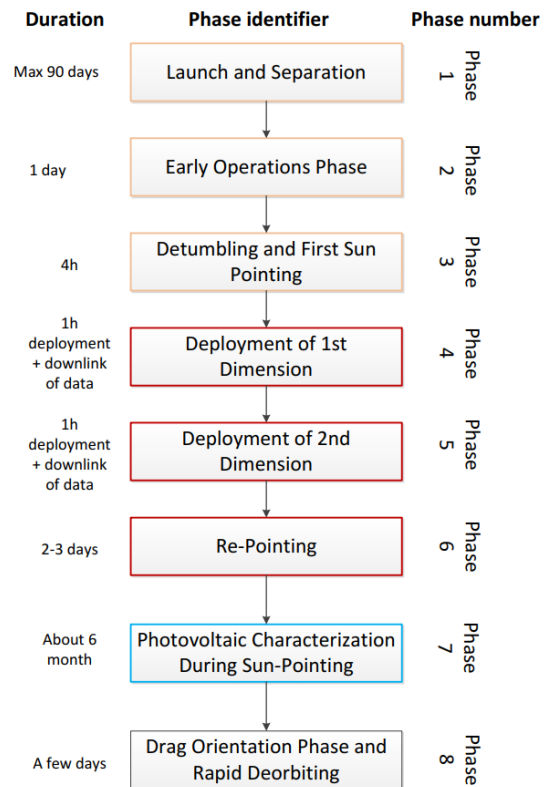 Duration Phase identifier Phase number
Max 90 days
Launch and Separation
Phase
1
1 day
Early Operations Phase
Phase
2
4h
Detumbling and First Sun
Pointing
Phase
3
1h
deployment
+ downlink
of data
Deployment of 1st
Dimension
Phase
4
1h
deployment
+ downlink
of data
Deployment of 2nd
Dimension
Phase
5
2-3 days
Re-Pointing
Phase
6
About 6
month
Photovoltaic Characterization
During Sun-Pointing
Phase
7
A few days
Drag Orientation Phase and
Rapid Deorbiting
Phase
8